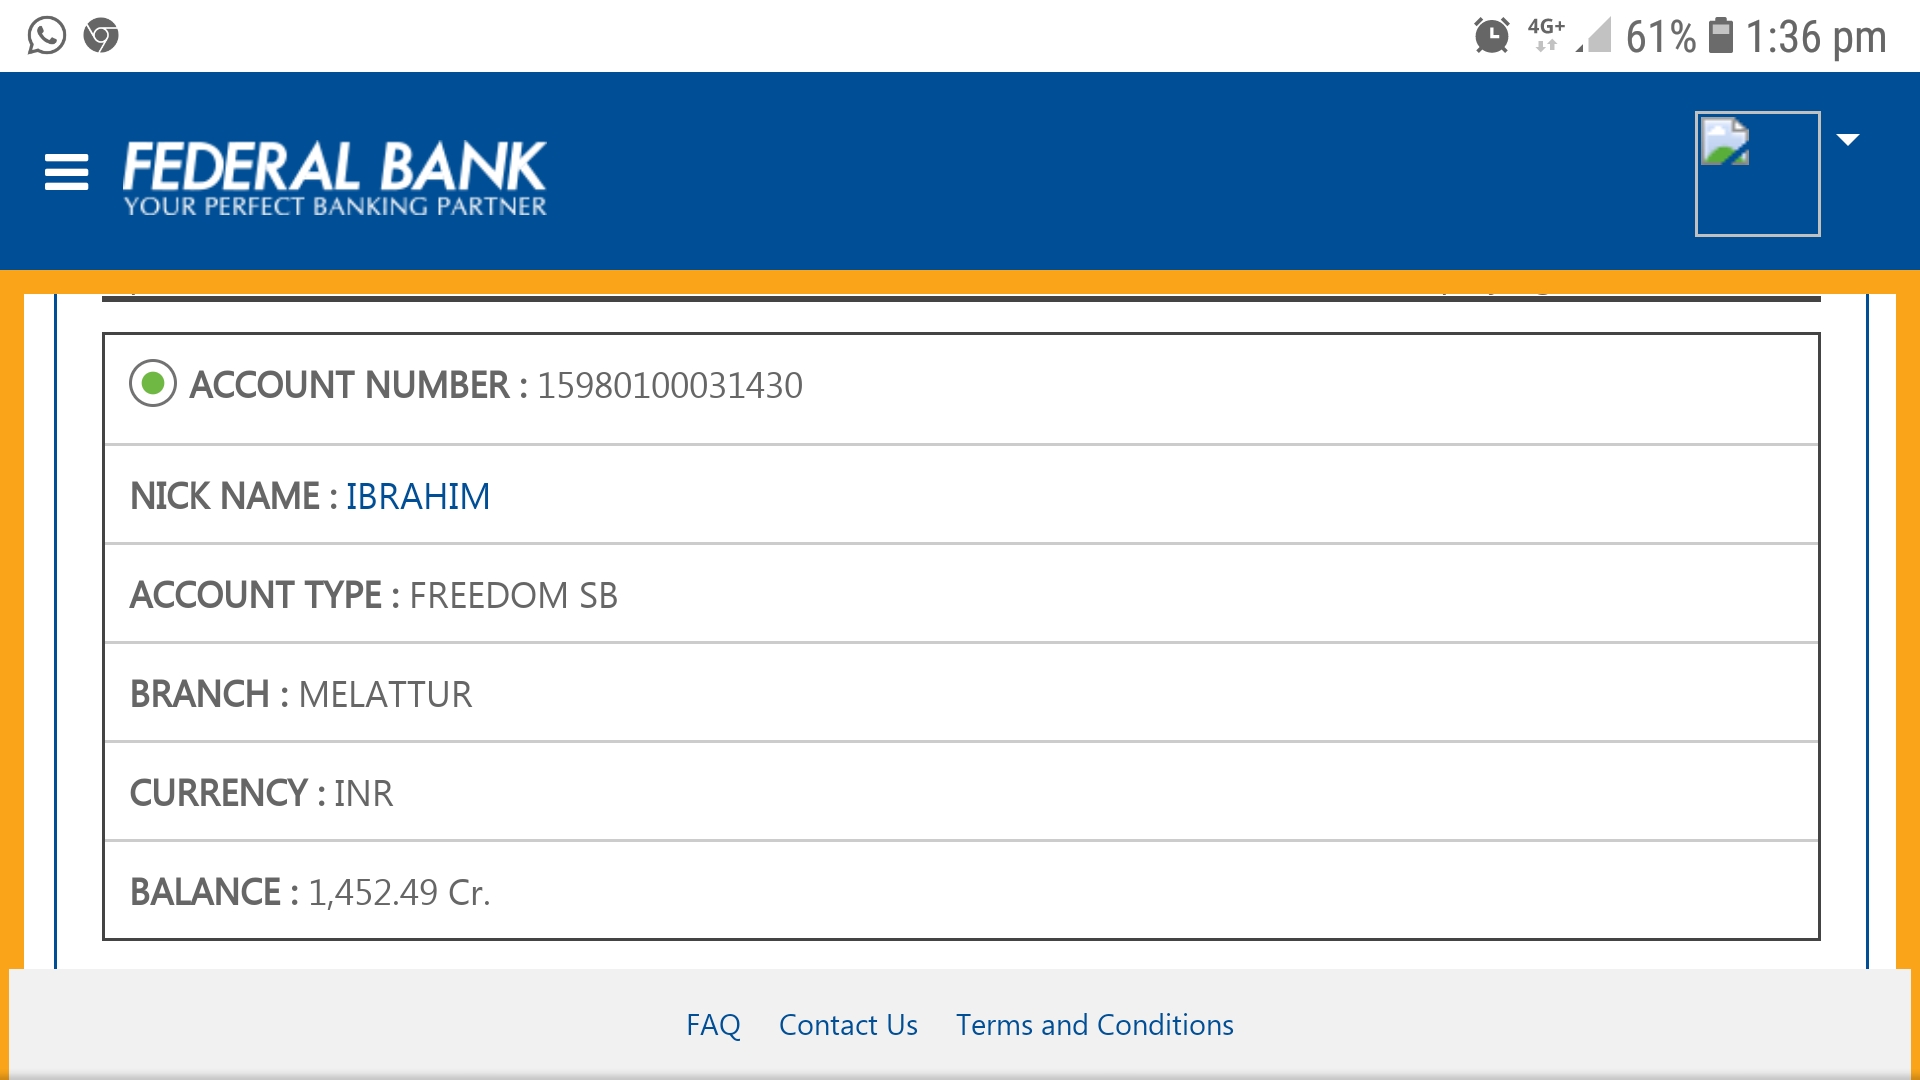 4G+ 61% 1:36 pm
FEDERAL BANK
YOUR PERFECT BANKING PARTNER
ACCOUNT NUMBER : 15980100031430
NICK NAME : IBRAHIM
ACCOUNT TYPE : FREEDOM SB
BRANCH : MELATTUR
CURRENCY : INR
BALANCE : 1,452.49 Cr.
FAQ Contact Us Terms and Conditions